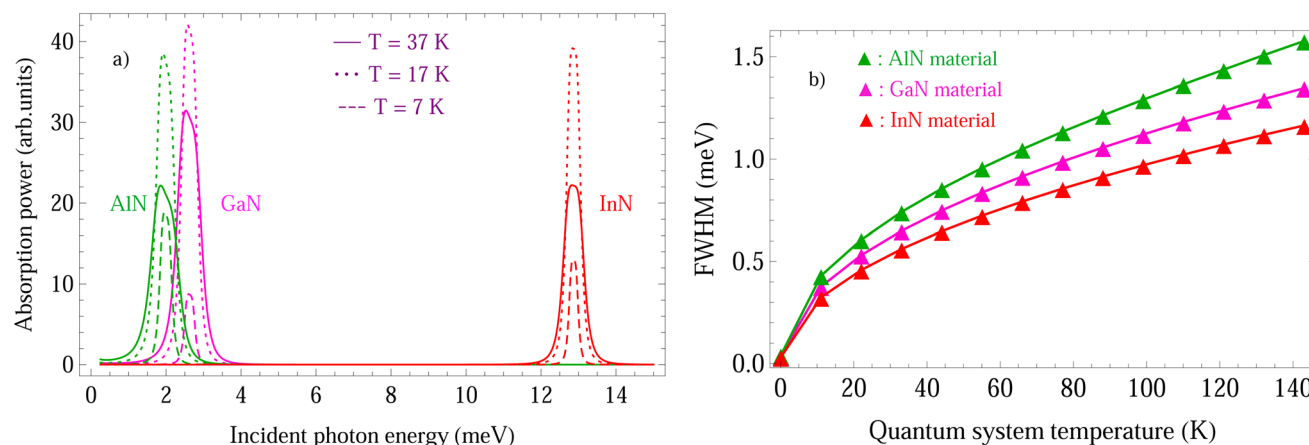 a)
T = 37 K
T = 17 K
T = 7 K
AlN
GaN
InN
40
30
20
10
0
0 2 4 6 8 10 12 14
Absorption power (arb.units)
Incident photon energy (meV)
b)
: AlN material
: GaN material
: InN material
1.5
1.0
0.5
0.0
0 20 40 60 80 100 120 140
FWHM (meV)
Quantum system temperature (K)